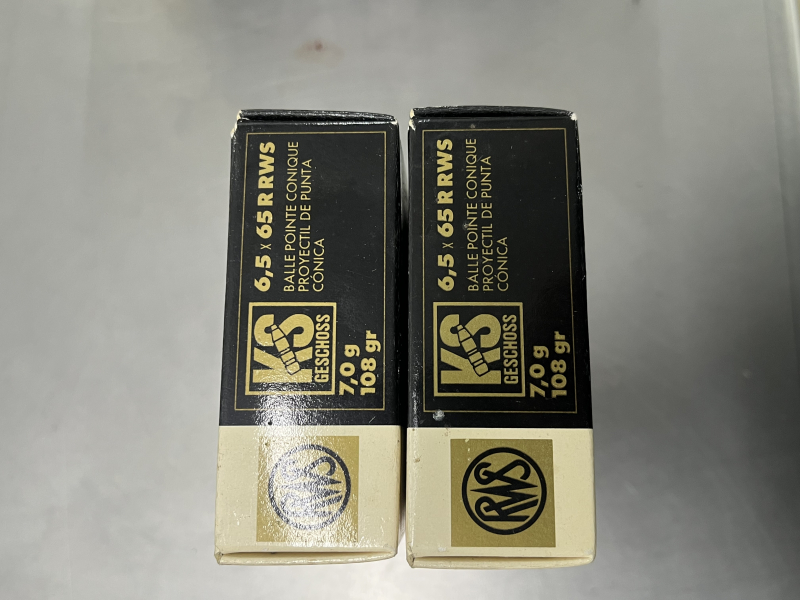 6,5 x 65 R RWS
BALLE POINTE CONIQUE
PROYECTIL DE PUNTA
CÓNICA
KS
GESCHOSS
7,0 g
108 gr
RWS
6,5 x 65 R RWS
BALLE POINTE CONIQUE
PROYECTIL DE PUNTA
CÓNICA
KS
GESCHOSS
7,0 g
108 gr
RWS